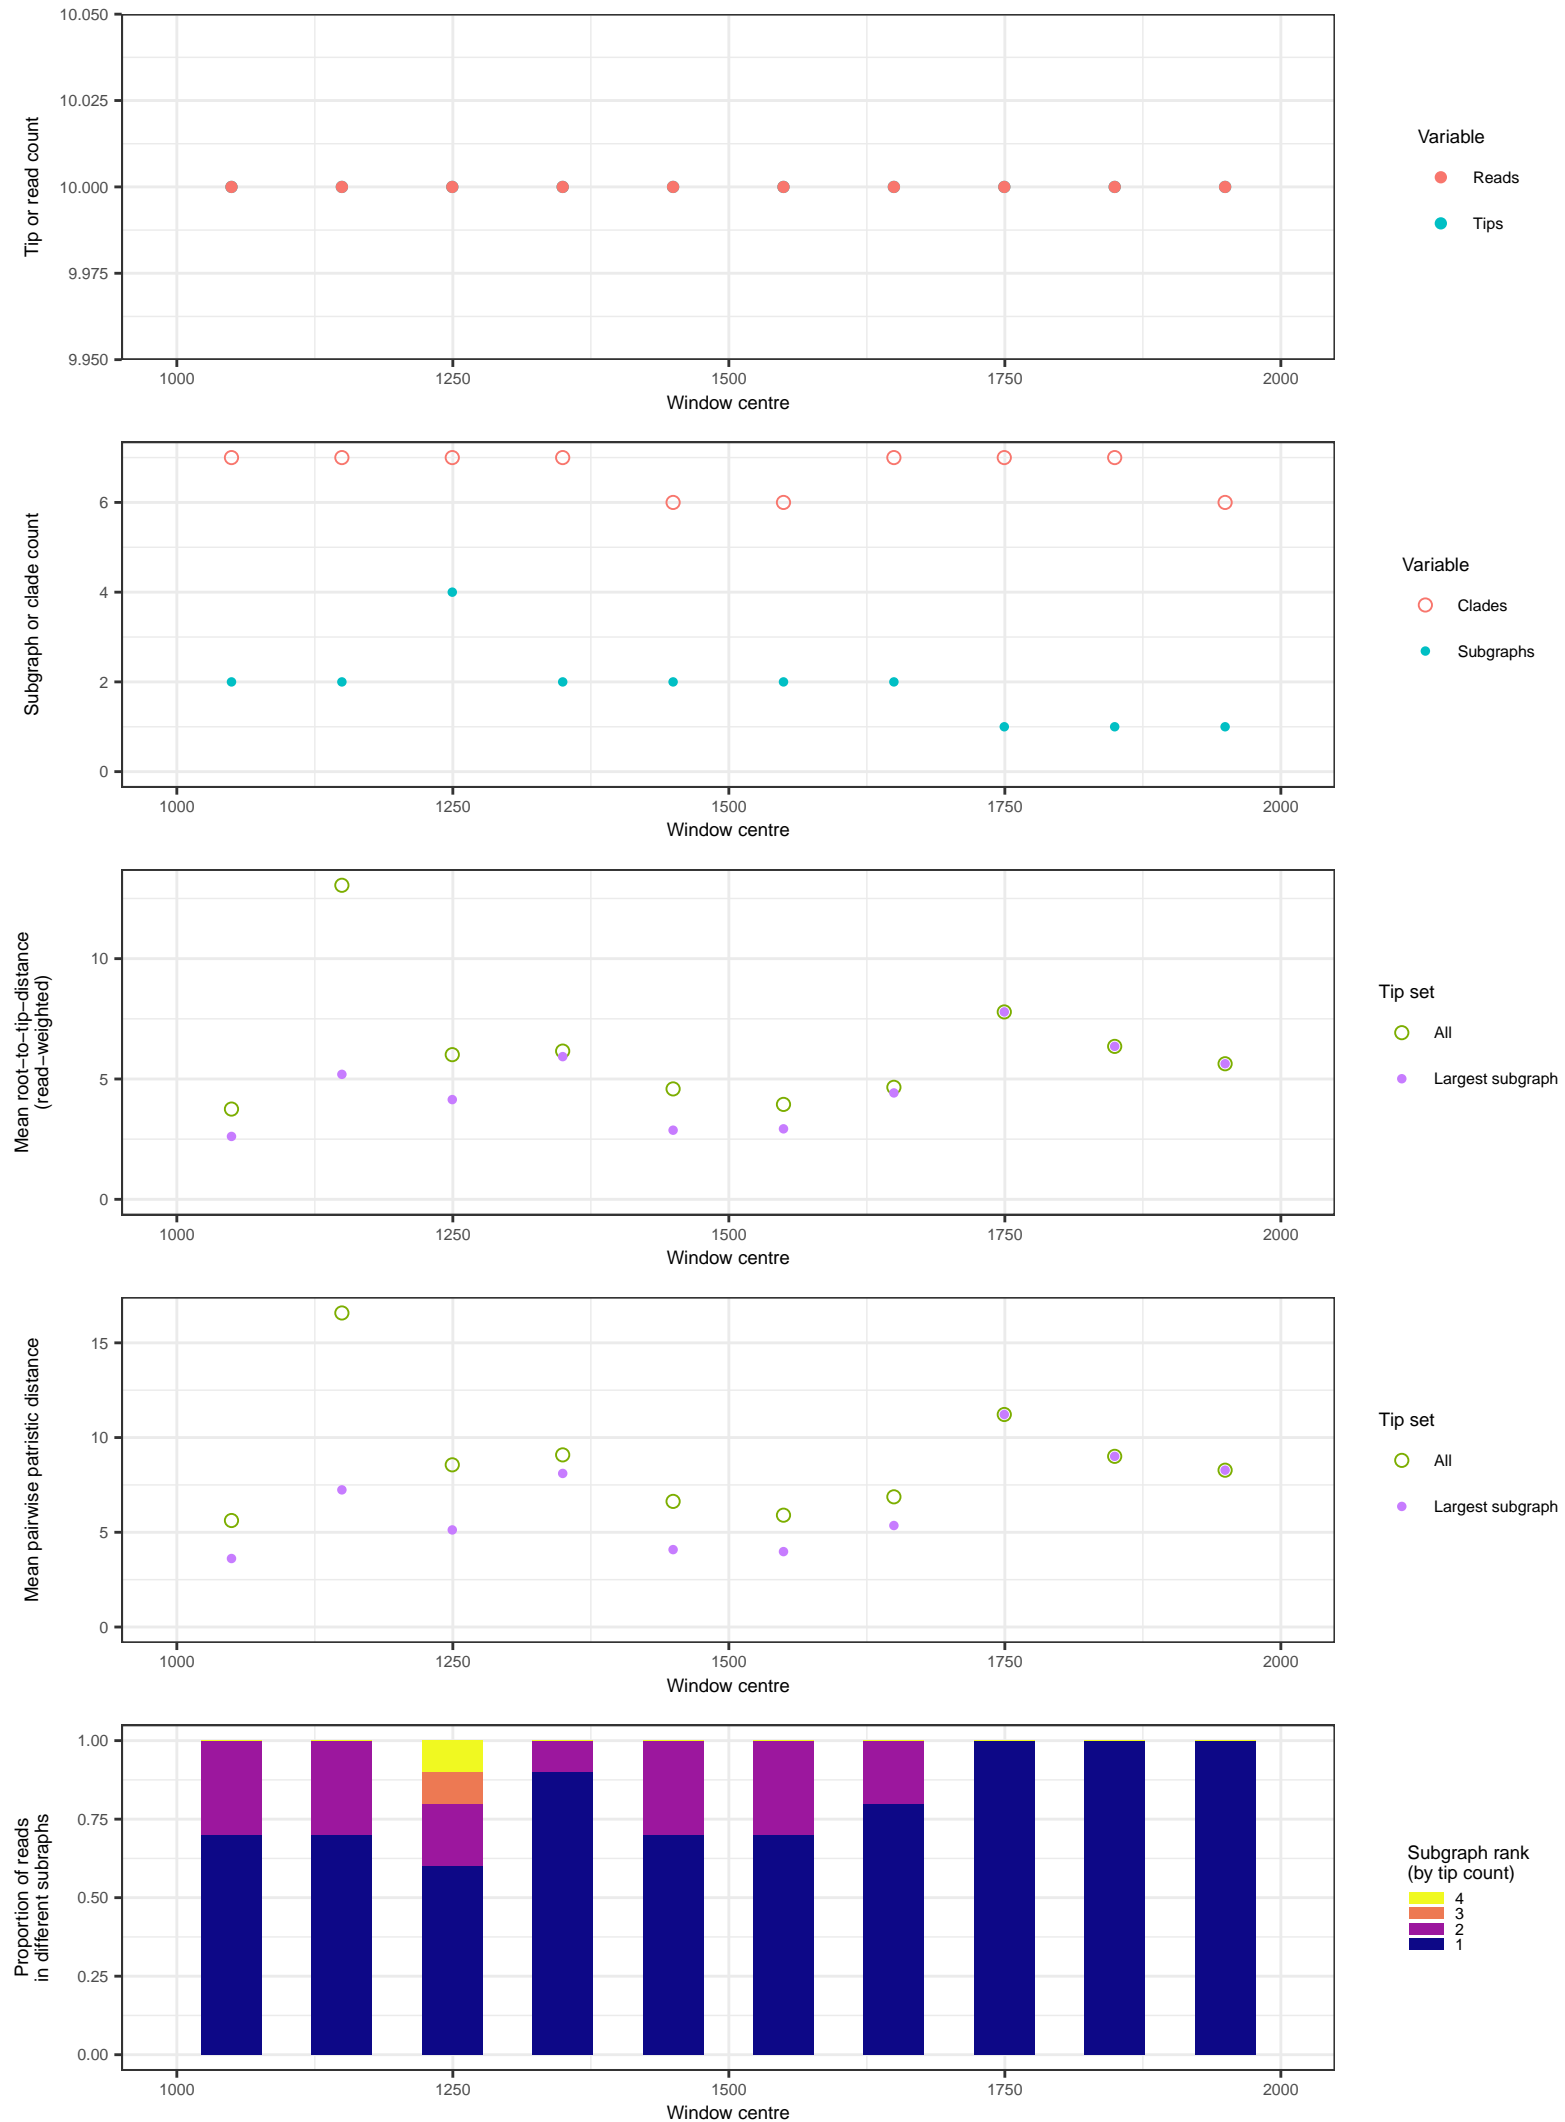 10.050
10.025
10.000
9.975
9.950
Tip or read count
1000 1250 1500 1750 2000
Window centre
Variable
Reads
Tips
6
4
2
0
Subgraph or clade count
1000 1250 1500 1750 2000
Window centre
Variable
Clades
Subgraphs
10
5
0
Mean root−to−tip−distance
(read−weighted)
1000 1250 1500 1750 2000
Window centre
Tip set
All
Largest subgraph
15
10
5
0
Mean pairwise patristic distance
1000 1250 1500 1750 2000
Window centre
Tip set
All
Largest subgraph
1.00
0.75
0.50
0.25
0.00
Proportion of reads
in different subraphs
1000 1250 1500 1750 2000
Window centre
Subgraph rank
(by tip count)
4
3
2
1